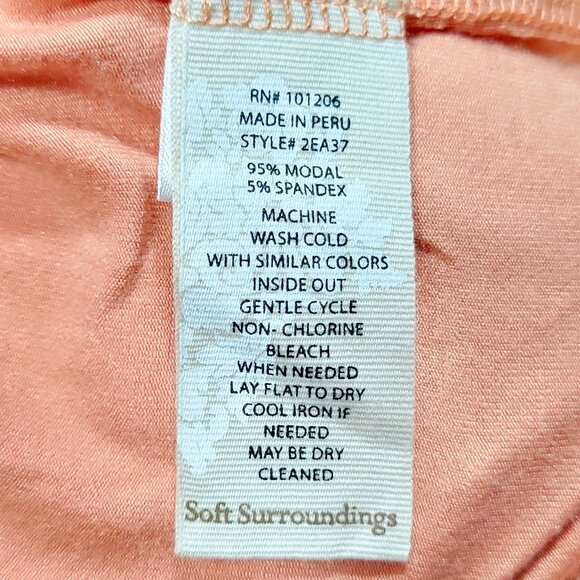 RN# 101206
MADE IN PERU
STYLE# 2EA37
95% MODAL
5% SPANDEX
MACHINE
WASH COLD
WITH SIMILAR COLORS
INSIDE OUT
GENTLE CYCLE
NON- CHLORINE
BLEACH
WHEN NEEDED
LAY FLAT TO DRY
COOL IRON IF
NEEDED
MAY BE DRY
CLEANED
Soft Surroundings